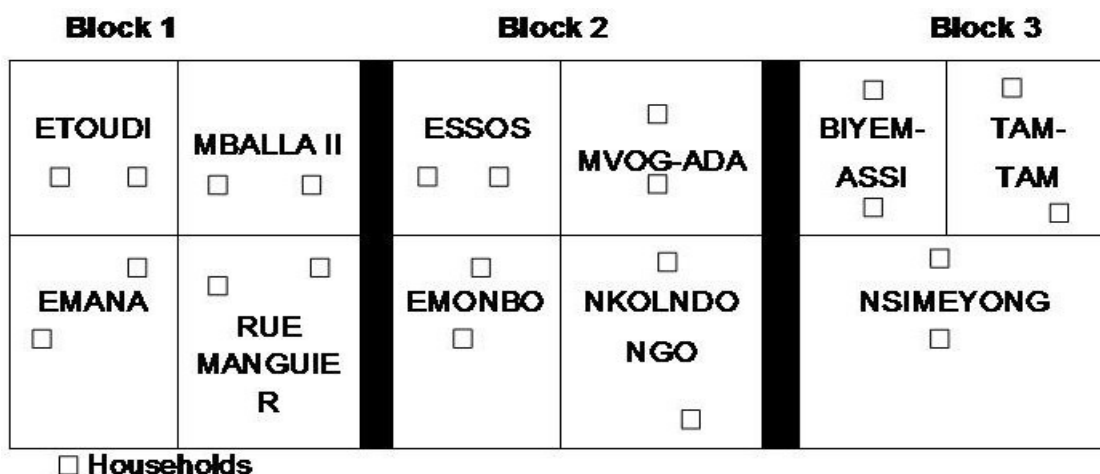 Block 1
Block 2
Block 3
ETOUDI
MBALLA II
ESSOS
MVOG-ADA
BIYEM-
ASSI
TAM-
TAM
EMANA
RUE
MANGUIE
R
EMONBO
NKOLNDO
NGO
NSIMEYONG
Households